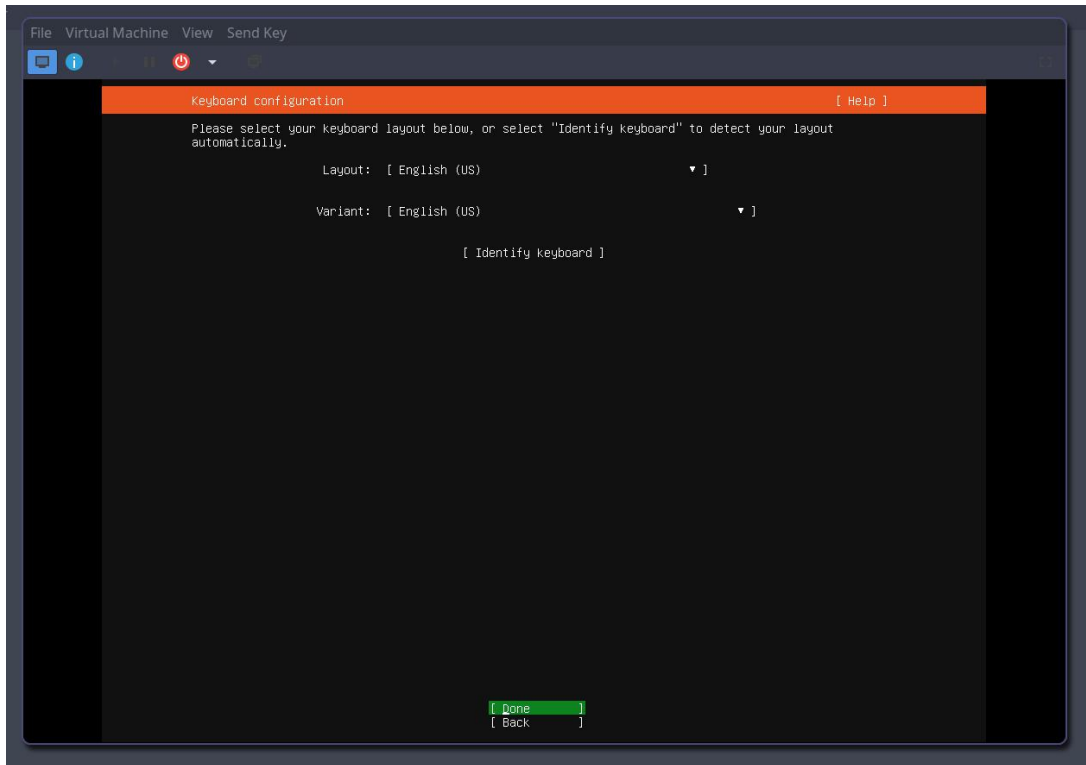 File Virtual Machine View Send Key
Keyboard configuration [ Help ]
Please select your keyboard layout below, or select "Identify keyboard" to detect your layout
automatically.
Layout: [ English (US) ▾ ]
Variant: [ English (US) ▾ ]
[ Identify keyboard ]
[ Done ]
[ Back ]